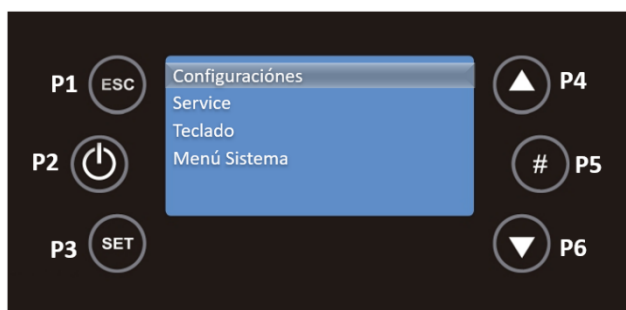 P1 ESC
Configuraciónes
P4
Service
Teclado
P2
Menú Sistema
# P5
P3 SET
P6